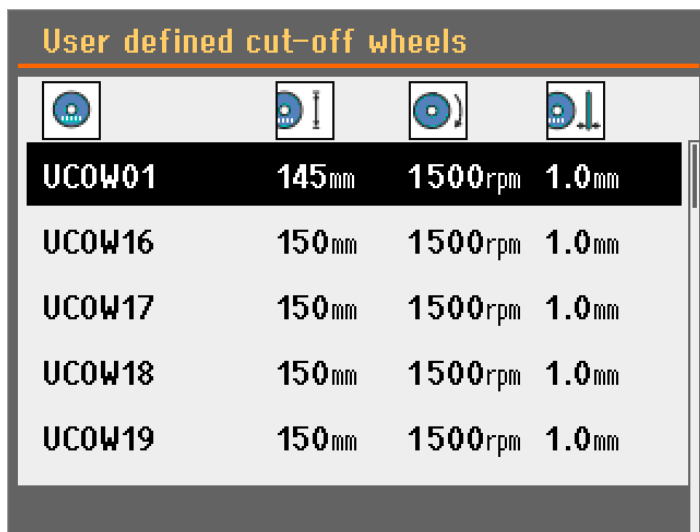 User defined cut-off wheels
UCOW01 145mm 1500rpm 1.0mm
UCOW16 150mm 1500rpm 1.0mm
UCOW17 150mm 1500rpm 1.0mm
UCOW18 150mm 1500rpm 1.0mm
UCOW19 150mm 1500rpm 1.0mm